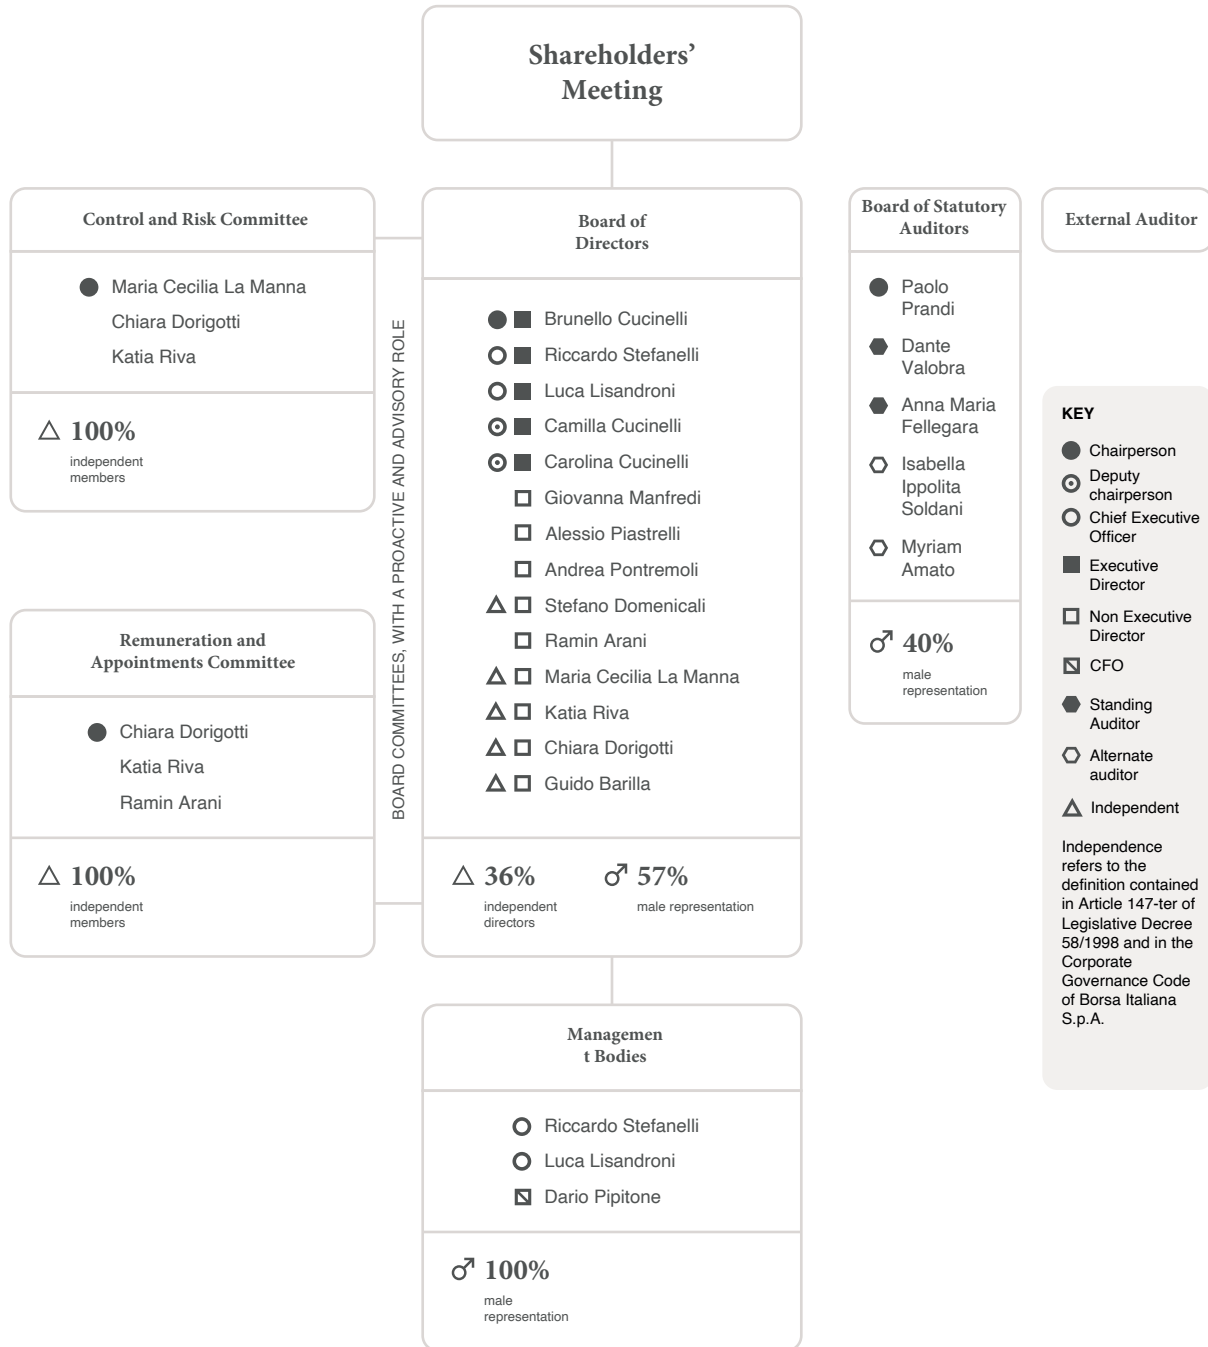 Shareholders’
Meeting
Control and Risk Committee
Maria Cecilia La Manna
Chiara Dorigotti
Katia Riva
100%
independent
members
Remuneration and
Appointments Committee
Chiara Dorigotti
Katia Riva
Ramin Arani
100%
independent
members
BOARD COMMITTEES, WITH A PROACTIVE AND ADVISORY ROLE
Board of
Directors
Brunello Cucinelli
Riccardo Stefanelli
Luca Lisandroni
Camilla Cucinelli
Carolina Cucinelli
Giovanna Manfredi
Alessio Piastrelli
Andrea Pontremoli
Stefano Domenicali
Ramin Arani
Maria Cecilia La Manna
Katia Riva
Chiara Dorigotti
Guido Barilla
36%
independent
directors
57%
male representation
Managemen
t Bodies
Riccardo Stefanelli
Luca Lisandroni
Dario Pipitone
100%
male
representation
Board of Statutory
Auditors
Paolo
Prandi
Dante
Valobra
Anna Maria
Fellegara
Isabella
Ippolita
Soldani
Myriam
Amato
40%
male
representation
External Auditor
KEY
Chairperson
Deputy
chairperson
Chief Executive
Officer
Executive
Director
Non Executive
Director
CFO
Standing
Auditor
Alternate
auditor
Independent
Independence
refers to the
definition contained
in Article 147-ter of
Legislative Decree
58/1998 and in the
Corporate
Governance Code
of Borsa Italiana
S.p.A.